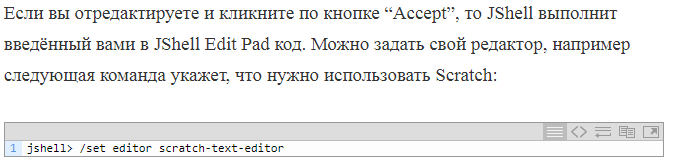 Если вы отредактируете и кликните по кнопке “Accept”, то JShell выполнит
введённый вами в JShell Edit Pad код. Можно задать свой редактор, например
следующая команда укажет, что нужно использовать Scratch:
1 jshell> /set editor scratch-text-editor